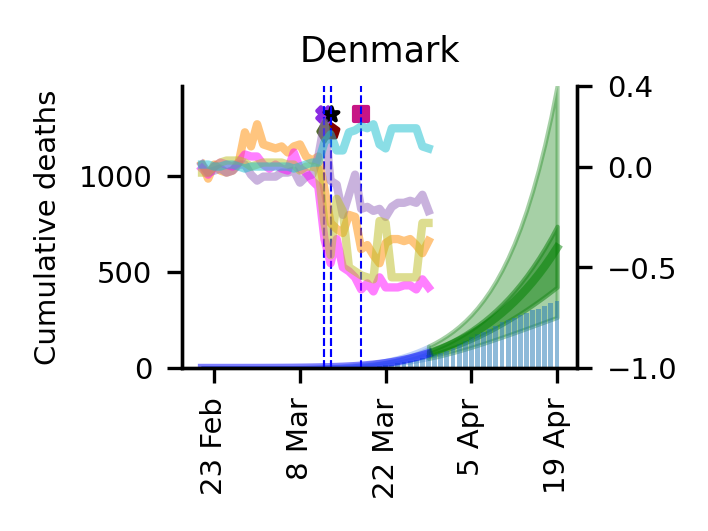 Denmark
Cumulative deaths
1000
500
0
0.4
0.0
−0.5
−1.0
23 Feb
8 Mar
22 Mar
5 Apr
19 Apr